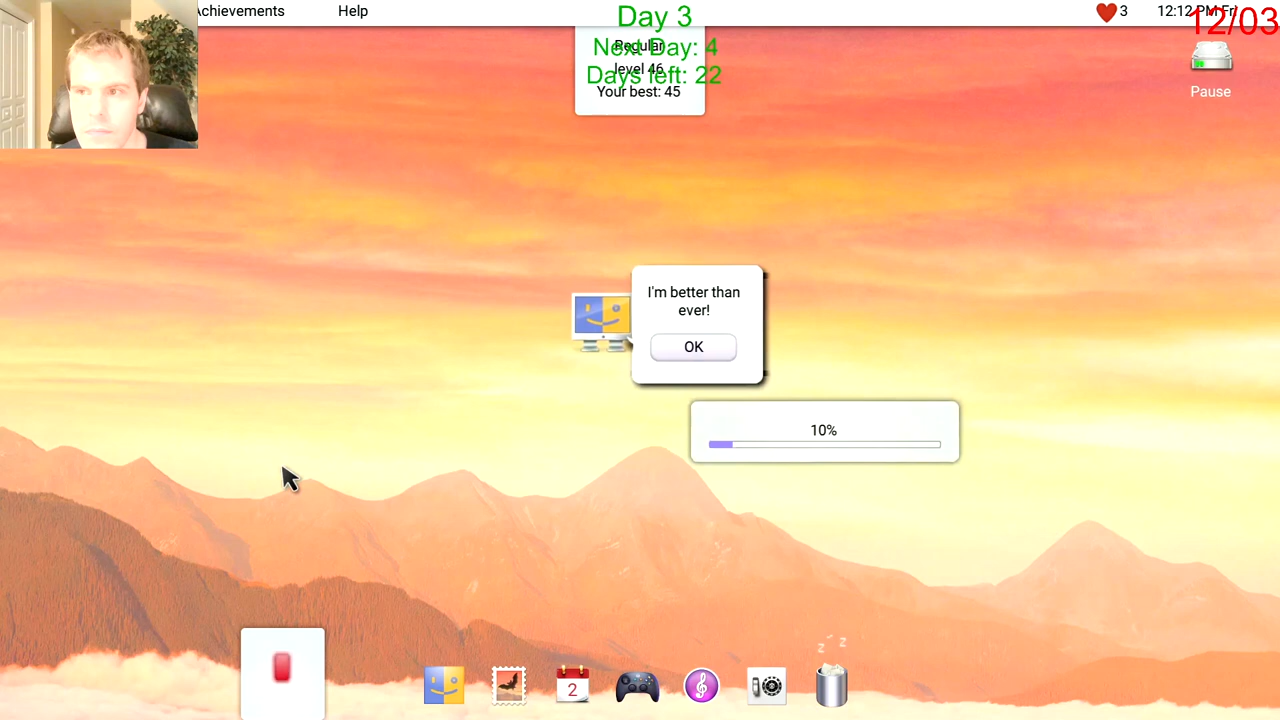 Achievements
Help
3
12:12 PM Fri
12/03
Day 3
Next Day: 4
Days left: 22
Regular
level 46
Your best: 45
Pause
I'm better than
ever!
OK
10%
z z
z
2